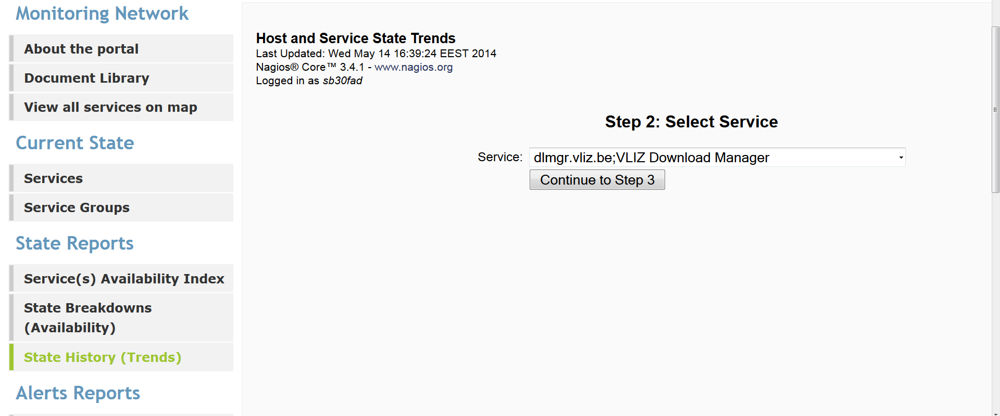 Monitoring Network
About the portal
Document Library
View all services on map
Current State
Services
Service Groups
State Reports
Service(s) Availability Index
State Breakdowns
(Availability)
State History (Trends)
Alerts Reports
Host and Service State Trends
Last Updated: Wed May 14 16:39:24 EEST 2014
Nagios® Core™ 3.4.1 - www.nagios.org
Logged in as sb30fad
Step 2: Select Service
Service: dlmgr.vliz.be;VLIZ Download Manager
Continue to Step 3